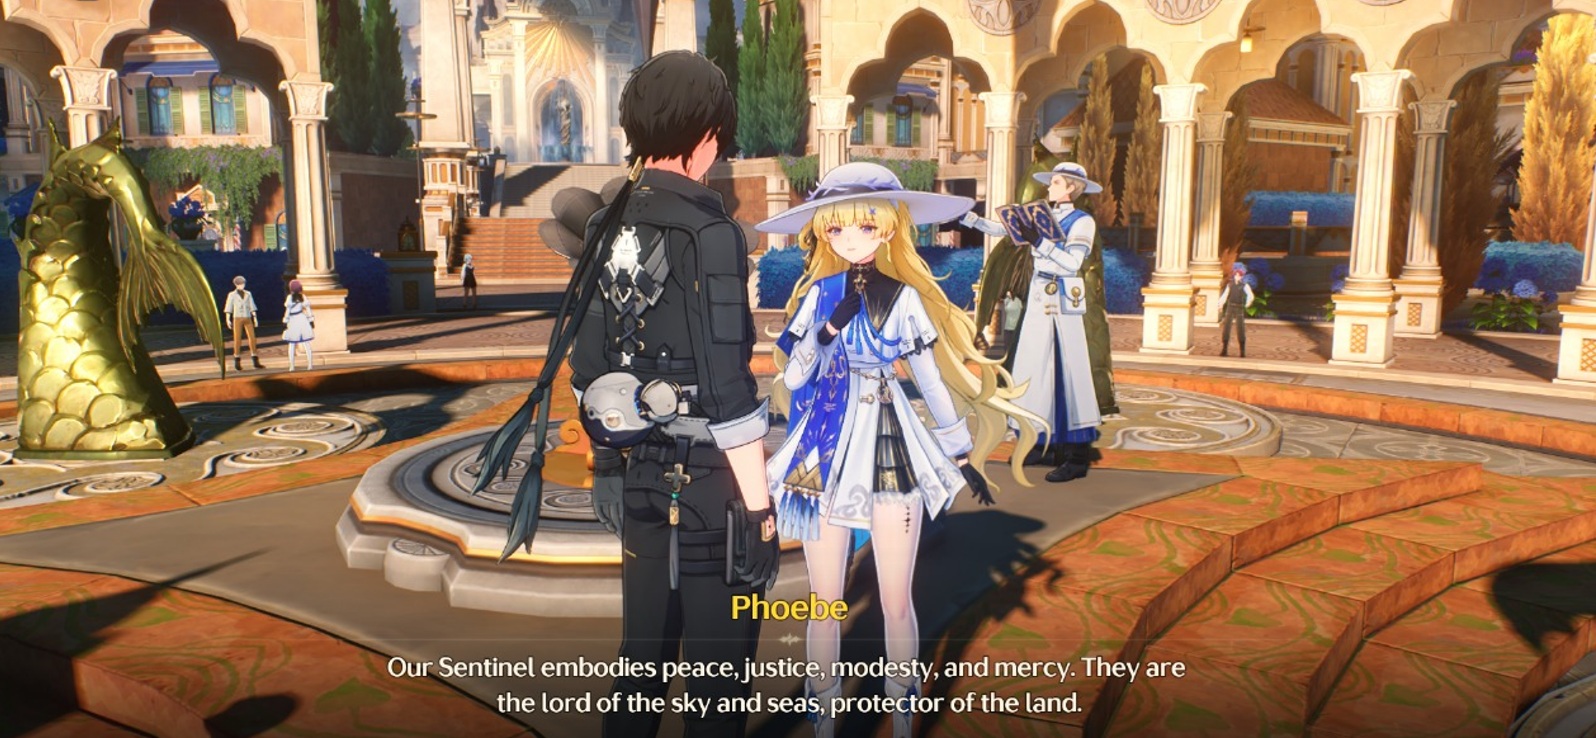 Phoebe
Our Sentinel embodies peace, justice, modesty, and mercy. They are
the lord of the sky and seas, protector of the land.